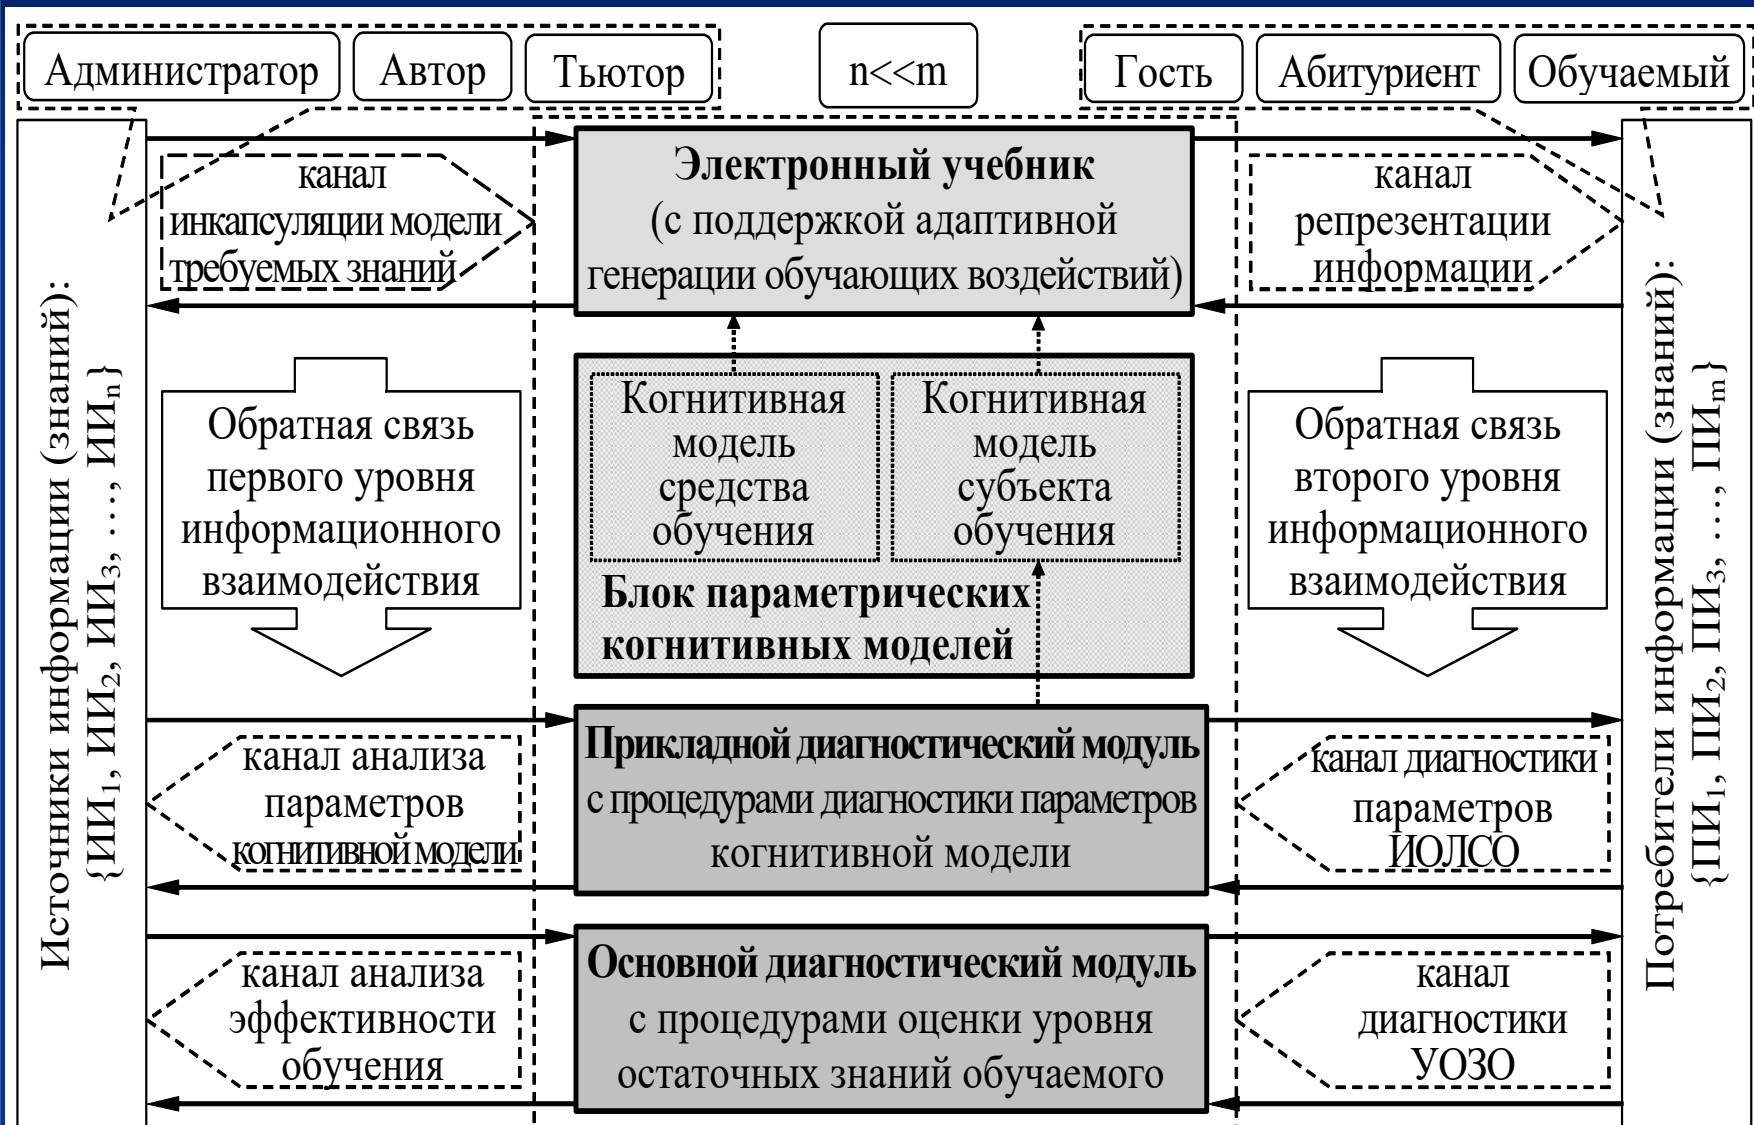 Администратор
Автор
Тьютор
n<<m
Гость
Абитуриент
Обучаемый
Источники информации (знаний):
{ИИ₁, ИИ₂, ИИ₃, …, ИИₙ}
канал
инкапсуляции модели
требуемых знаний
Электронный учебник
(с поддержкой адаптивной
генерации обучающих воздействий)
канал
репрезентации
информации
Обратная связь
первого уровня
информационного
взаимодействия
Когнитивная
модель
средства
обучения
Когнитивная
модель
субъекта
обучения
Блок параметрических
когнитивных моделей
Обратная связь
второго уровня
информационного
взаимодействия
канал анализа
параметров
когнитивной модели
Прикладной диагностический модуль
с процедурами диагностики параметров
когнитивной модели
канал диагностики
параметров
ИОЛСО
канал анализа
эффективности
обучения
Основной диагностический модуль
с процедурами оценки уровня
остаточных знаний обучаемого
канал
диагностики
УОЗО
Потребители информации (знаний):
{ПИ₁, ПИ₂, ПИ₃, …, ПИₘ}